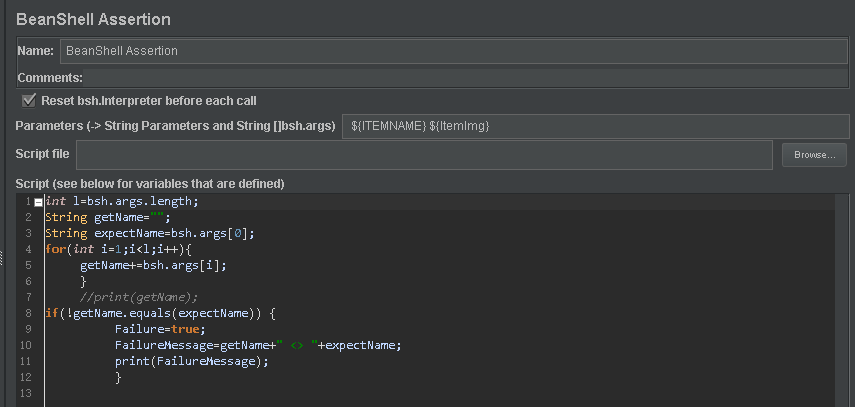 BeanShell Assertion
Name: BeanShell Assertion
Comments:
Reset bsh.Interpreter before each call
Parameters (-> String Parameters and String []bsh.args) ${ITEMNAME} ${ItemImg}
Script file Browse...
Script (see below for variables that are defined)
1 int l=bsh.args.length;
2 String getName="";
3 String expectName=bsh.args[0];
4 for(int i=1;i<l;i++){
5 getName+=bsh.args[i];
6 }
7 //print(getName);
8 if(!getName.equals(expectName)) {
9 Failure=true;
10 FailureMessage=getName+" <> "+expectName;
11 print(FailureMessage);
12 }
13